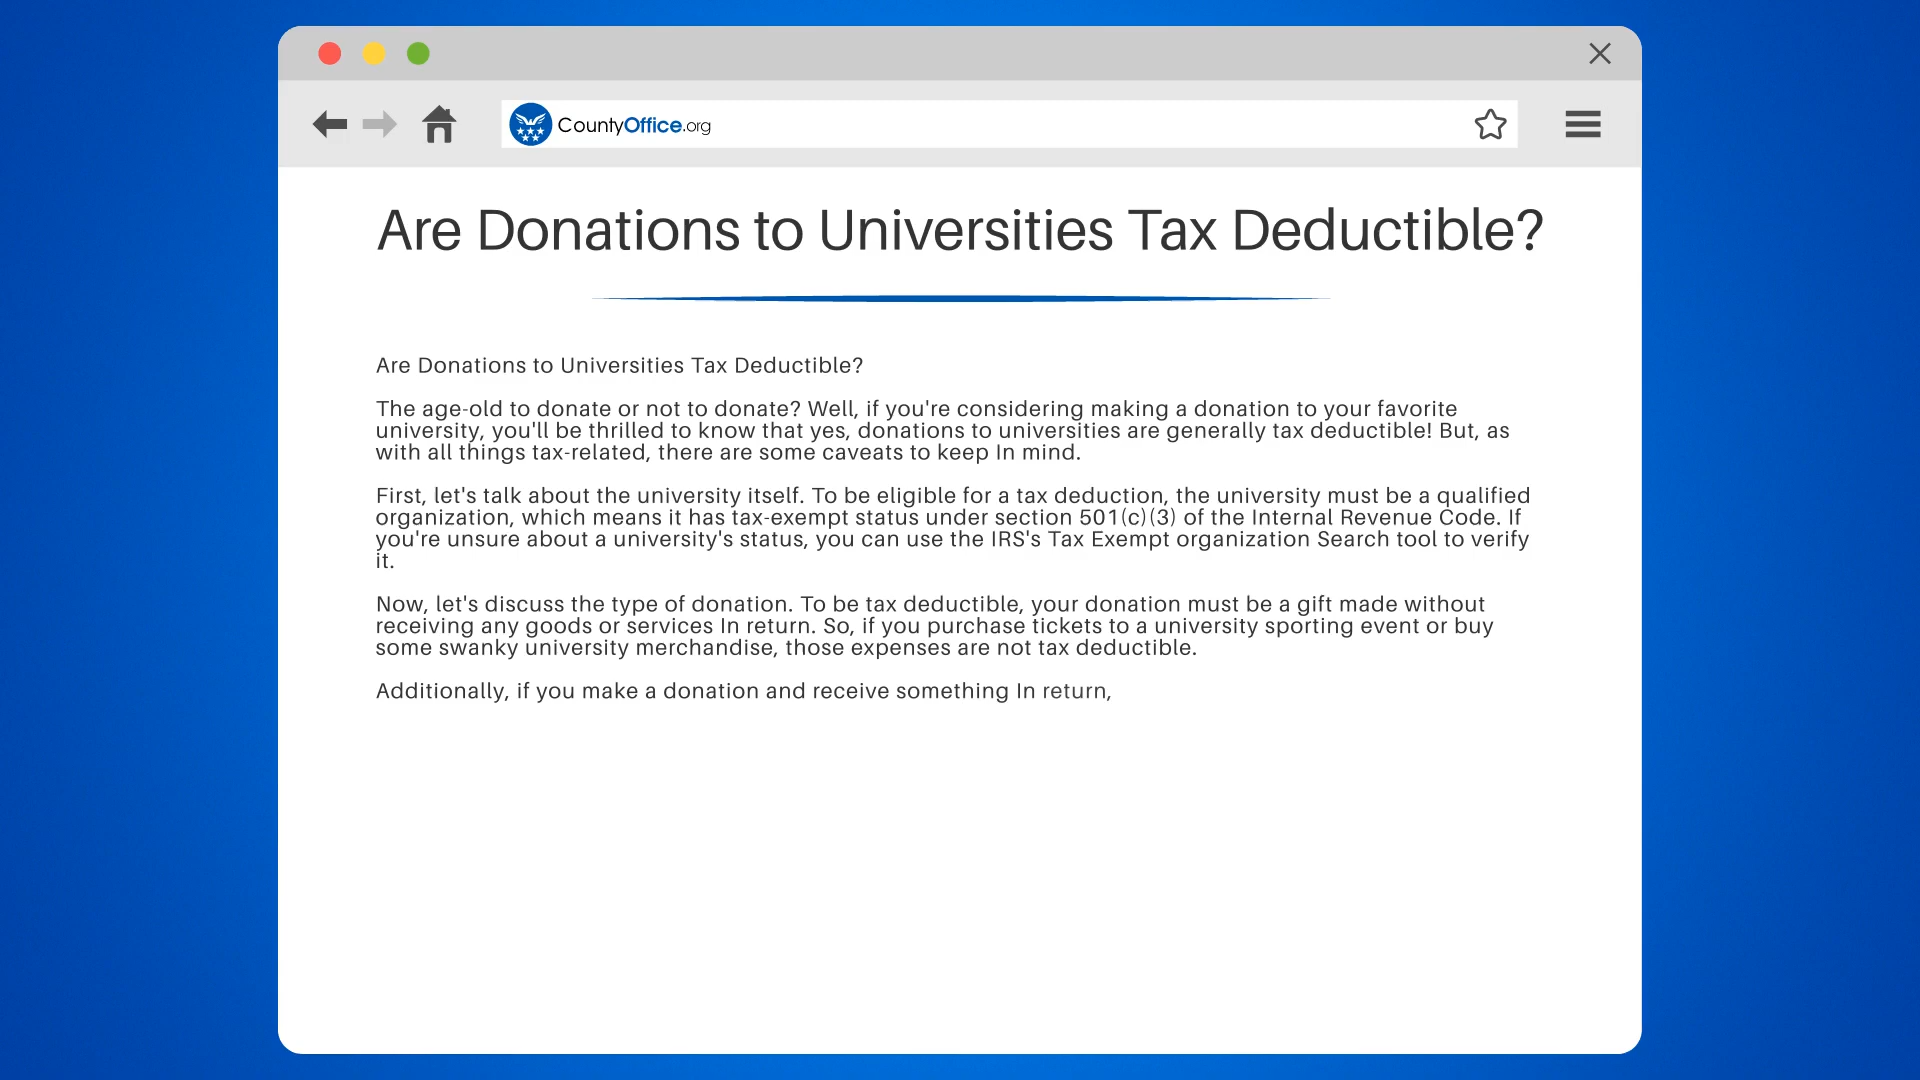 CountyOffice.org
Are Donations to Universities Tax Deductible?
Are Donations to Universities Tax Deductible?
The age-old to donate or not to donate? Well, if you're considering making a donation to your favorite
university, you'll be thrilled to know that yes, donations to universities are generally tax deductible! But, as
with all things tax-related, there are some caveats to keep In mind.
First, let's talk about the university itself. To be eligible for a tax deduction, the university must be a qualified
organization, which means it has tax-exempt status under section 501(c)(3) of the Internal Revenue Code. If
you're unsure about a university's status, you can use the IRS's Tax Exempt organization Search tool to verify
it.
Now, let's discuss the type of donation. To be tax deductible, your donation must be a gift made without
receiving any goods or services In return. So, if you purchase tickets to a university sporting event or buy
some swanky university merchandise, those expenses are not tax deductible.
Additionally, if you make a donation and receive something In return,